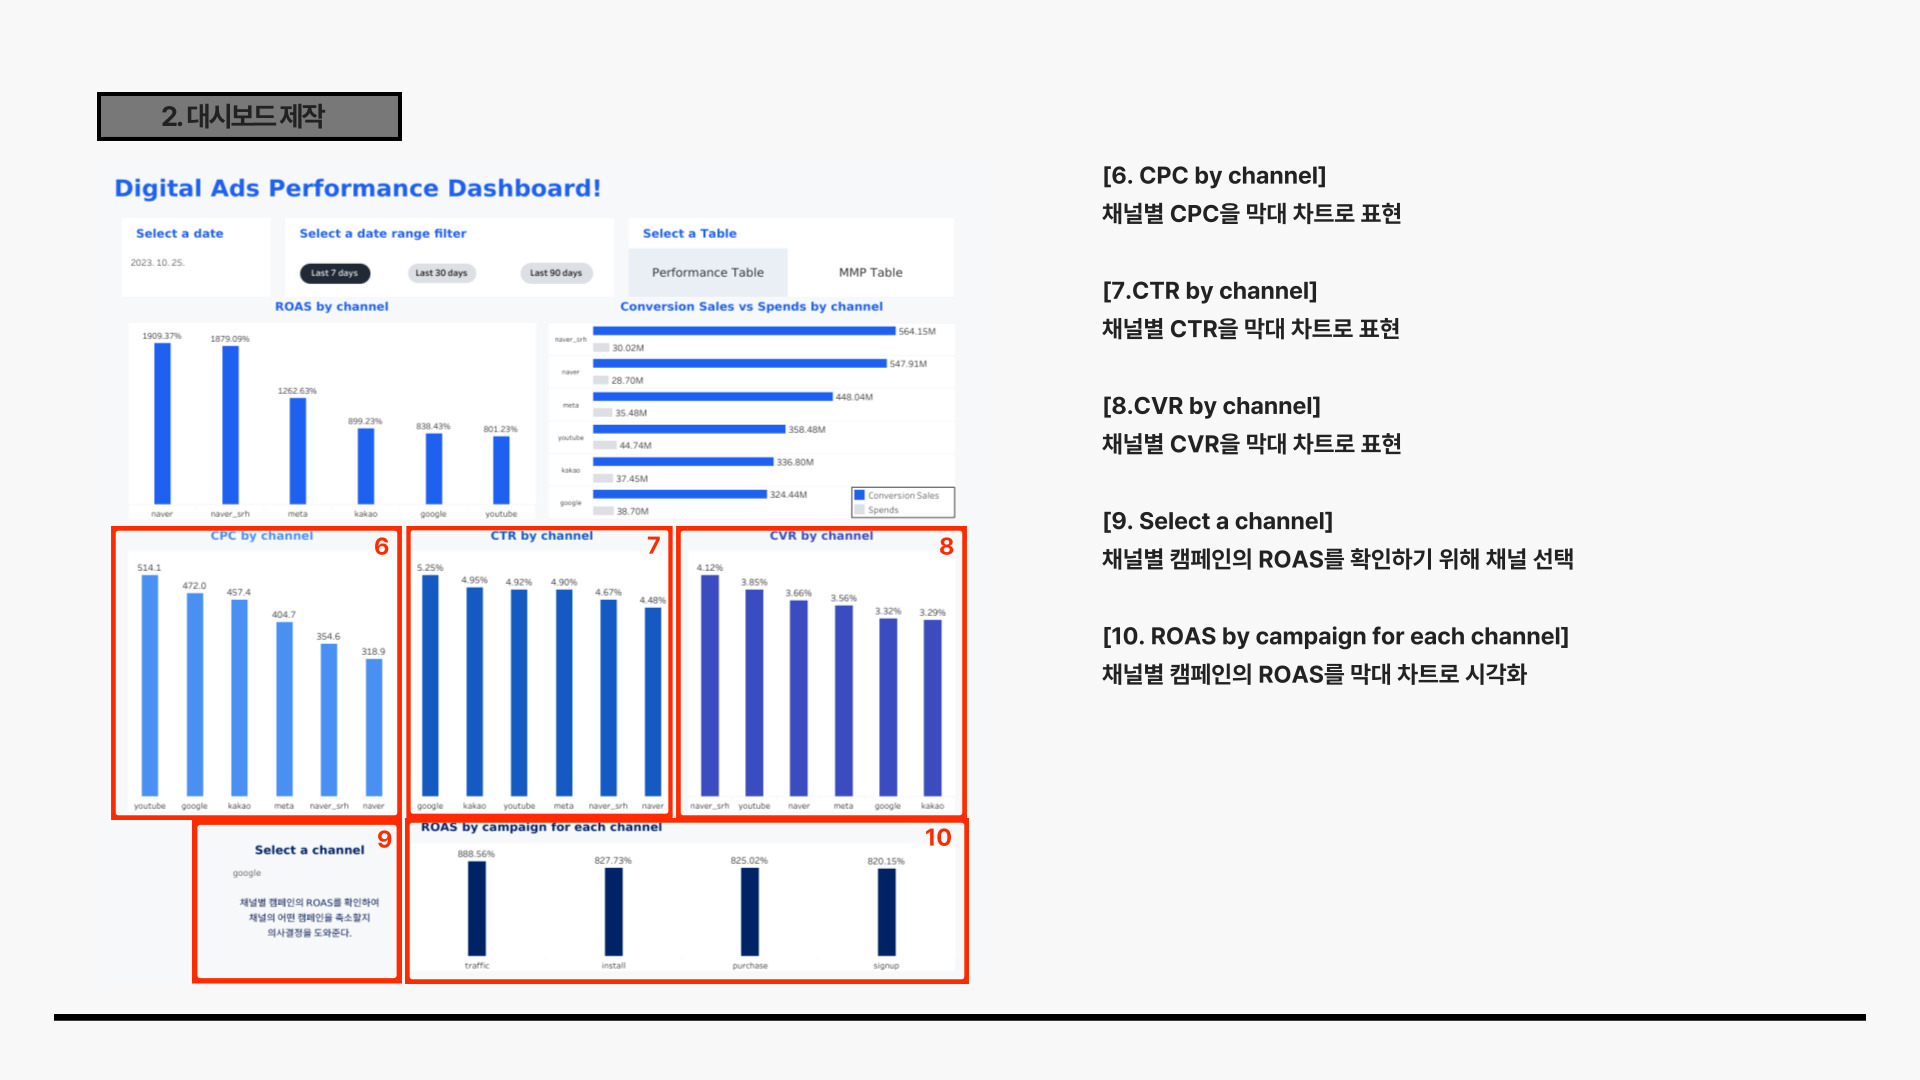 2. 대시보드 제작
Digital Ads Performance Dashboard!
Select a date
2023. 10. 25.
Select a date range filter
Last 7 days
Last 30 days
Last 90 days
Select a Table
Performance Table
MMP Table
ROAS by channel
1909.37%
1879.09%
1262.63%
899.23%
838.43%
801.23%
naver
naver_srh
meta
kakao
google
youtube
Conversion Sales vs Spends by channel
naver_srh
564.15M
30.02M
naver
547.91M
28.70M
meta
448.04M
35.48M
youtube
358.48M
44.74M
kakao
336.80M
37.45M
google
324.44M
38.70M
Conversion Sales
Spends
CPC by channel
6
514.1
472.0
457.4
404.7
354.6
318.9
youtube
google
kakao
meta
naver_srh
naver
CTR by channel
7
5.25%
4.95%
4.92%
4.90%
4.67%
4.48%
google
kakao
youtube
meta
naver_srh
naver
CVR by channel
8
4.12%
3.85%
3.66%
3.56%
3.32%
3.29%
naver_srh
youtube
naver
meta
google
kakao
9
Select a channel
google
채널별 캠페인의 ROAS를 확인하여
채널의 어떤 캠페인을 축소할지
의사결정을 도와준다.
ROAS by campaign for each channel
10
888.56%
827.73%
825.02%
820.15%
traffic
install
purchase
signup
[6. CPC by channel]
채널별 CPC을 막대 차트로 표현
[7.CTR by channel]
채널별 CTR을 막대 차트로 표현
[8.CVR by channel]
채널별 CVR을 막대 차트로 표현
[9. Select a channel]
채널별 캠페인의 ROAS를 확인하기 위해 채널 선택
[10. ROAS by campaign for each channel]
채널별 캠페인의 ROAS를 막대 차트로 시각화